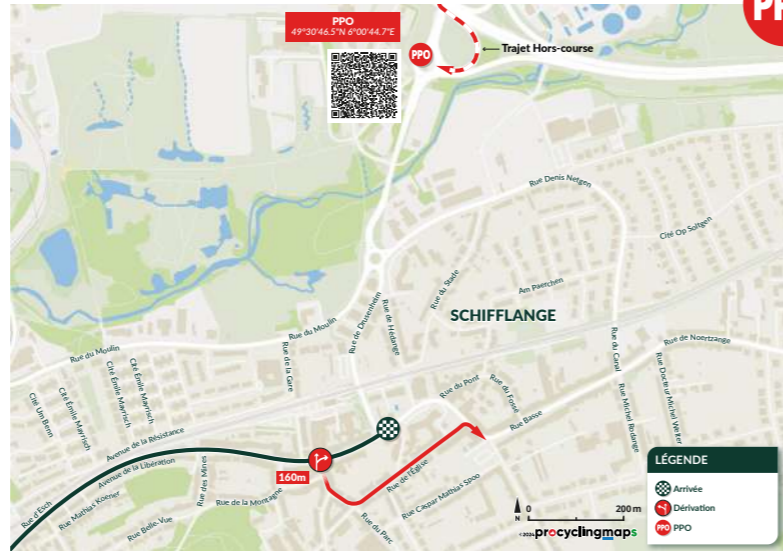 PPO
49°30'46.5"N 6°00'44.7"E
PPO
Trajet Hors-course
Rue Denis Netgen
Cité Op Soltgen
Am Paerchen
Rue du Stade
SCHIFFLANGE
Rue de Drusenheim
Rue de Hédange
Rue du Moulin
Rue du Moulin
Rue de la Gare
Rue du Canal
Rue de Noertzange
Rue Docteur Michel Welter
Rue Michel Rodange
Cité Um Benn
Cité Émile Mayrisch
Cité Émile Mayrisch
Cité Émile Mayrisch
Rue du Pont
Rue du Fossé
Rue Basse
Avenue de la Résistance
Avenue de la Libération
160m
Rue de l'Église
Rue Caspar Mathias Spoo
Rue des Mines
Rue de la Montagne
Rue du Parc
Rue d'Esch
Rue Mathias Koener
Rue Belle-Vue
LÉGENDE
Arrivée
Dérivation
PPO PPO
N
0 200 m
©2024 procyclingmaps